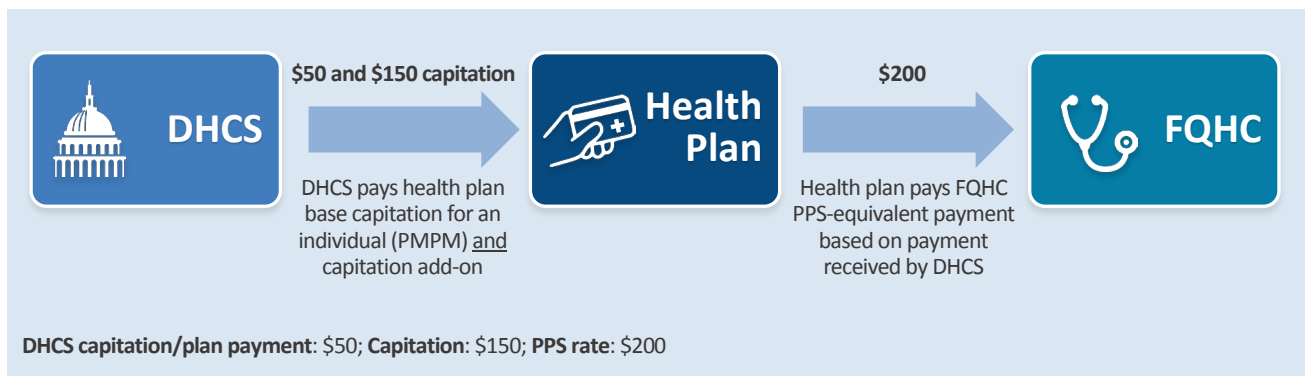 $50 and $150 capitation
$200
DHCS
Health
Plan
FQHC
DHCS pays health plan
base capitation for an
individual (PMPM) and
capitation add-on
Health plan pays FQHC
PPS-equivalent payment
based on payment
received by DHCS
DHCS capitation/plan payment: $50; Capitation: $150; PPS rate: $200